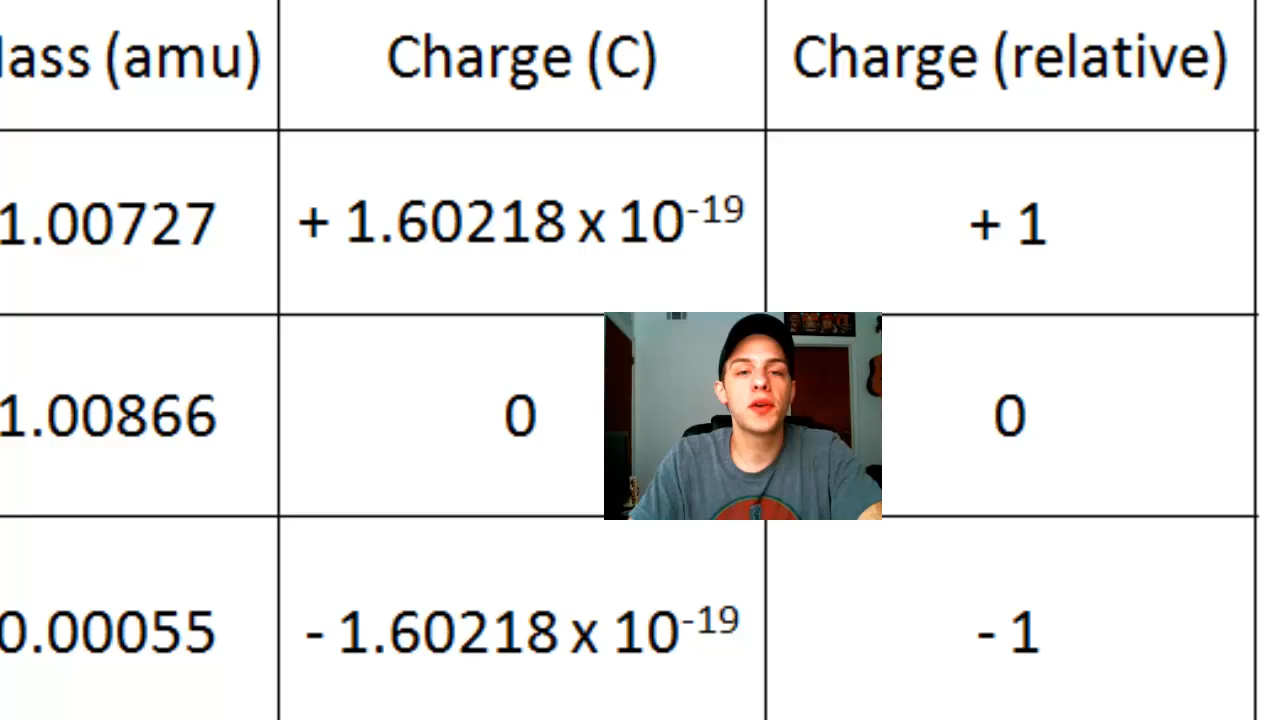 ass (amu) Charge (C) Charge (relative)
1.00727 + 1.60218 x 10⁻¹⁹ + 1
1.00866 0 0
0.00055 - 1.60218 x 10⁻¹⁹ - 1